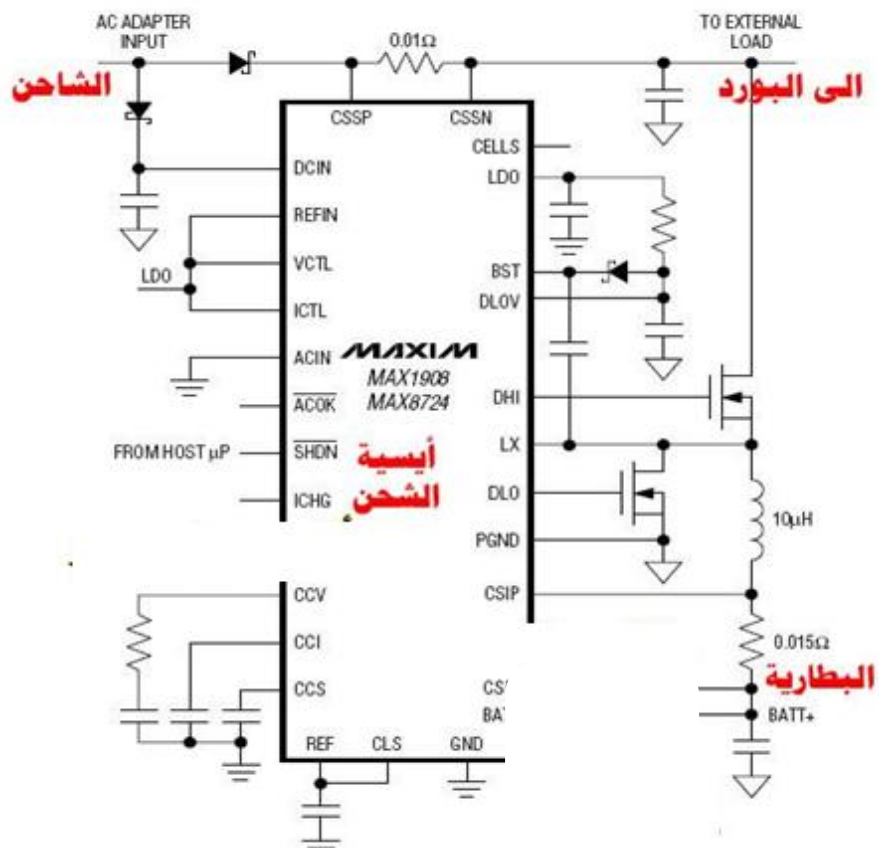 AC ADAPTER
INPUT
0.01Ω
TO EXTERNAL
LOAD
الشاحن
الى البورد
CSSP
CSSN
CELLS
DCIN
LDO
REFIN
VCTL
LDO
BST
DLOV
ICTL
ACIN
MAXIM
MAX1908
MAX8724
ACOK
DHI
FROM HOST µP
SHDN
أيسية
LX
ICHG
الشحن
DLO
10µH
PGND
CCV
CSIP
CCI
0.015Ω
البطارية
CCS
BATT+
REF
CLS
GND